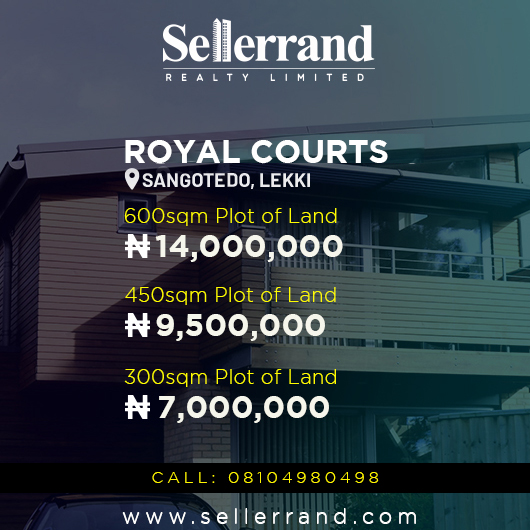 Sellerrand
REALTY LIMITED
ROYAL COURTS
SANGOTEDO, LEKKI
600sqm Plot of Land
₦ 14,000,000
450sqm Plot of Land
₦ 9,500,000
300sqm Plot of Land
₦ 7,000,000
CALL: 08104980498
www.sellerrand.com